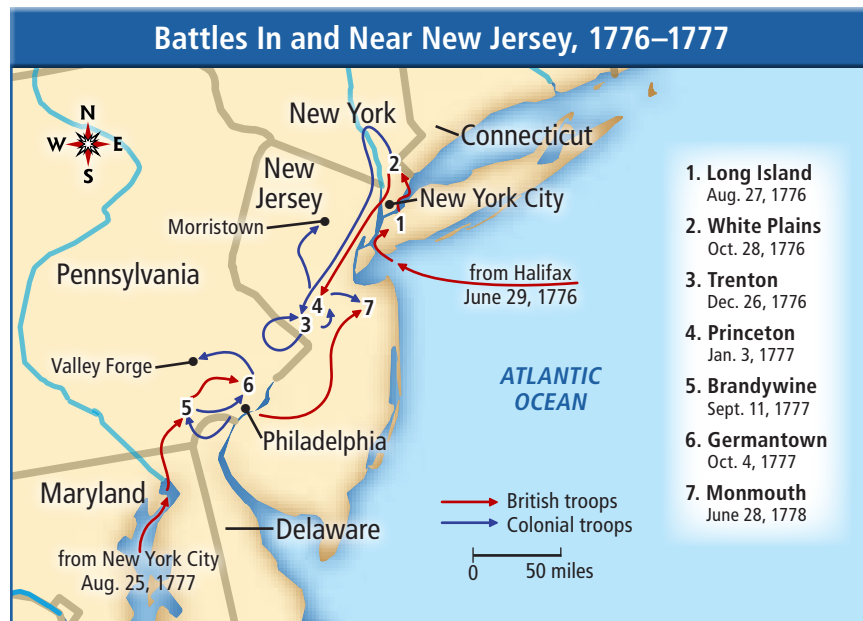 Battles In and Near New Jersey, 1776–1777
N
W
E
S
New York
Connecticut
2
New
Jersey
New York City
Morristown
1
Pennsylvania
from Halifax
June 29, 1776
4
7
3
Valley Forge
6
5
ATLANTIC
OCEAN
Philadelphia
Maryland
Delaware
from New York City
Aug. 25, 1777
British troops
Colonial troops
0 50 miles
1. Long Island
Aug. 27, 1776
2. White Plains
Oct. 28, 1776
3. Trenton
Dec. 26, 1776
4. Princeton
Jan. 3, 1777
5. Brandywine
Sept. 11, 1777
6. Germantown
Oct. 4, 1777
7. Monmouth
June 28, 1778